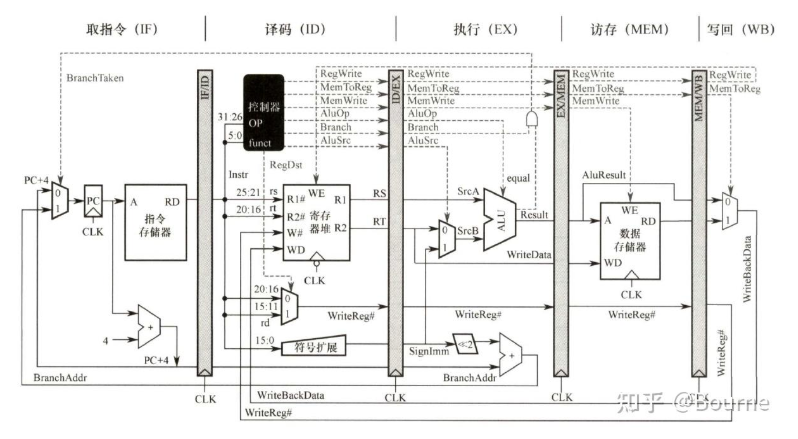 取指令（IF）
译码（ID）
执行（EX）
访存（MEM）
写回（WB）
BranchTaken
IF/ID
控制器
OP
funct
31:26
5:0
RegWrite
MemToReg
MemWrite
AluOp
Branch
AluSrc
ID/EX
RegWrite
MemToReg
MemWrite
AluOp
Branch
AluSrc
EX/MEM
RegWrite
MemToReg
MemWrite
MEM/WB
RegWrite
MemToReg
RegDst
equal
PC+4
0
1
PC
CLK
A
RD
指令
存储器
Instr
25:21
rs
20:16
rt
R1#
WE
R1
R2#
寄存
器堆
R2
W#
WD
CLK
RS
RT
SrcA
0
1
SrcB
ALU
Result
WriteData
AluResult
WE
A
RD
数据
存储器
WD
CLK
0
1
WriteBackData
20:16
15:11
rd
0
1
WriteReg#
WriteReg#
WriteReg#
WriteReg#
4
+
PC+4
15:0
符号扩展
SignImm
≪2
+
BranchAddr
BranchAddr
CLK
WriteBackData
WriteReg#
CLK
CLK
CLK
知乎 @Bourne